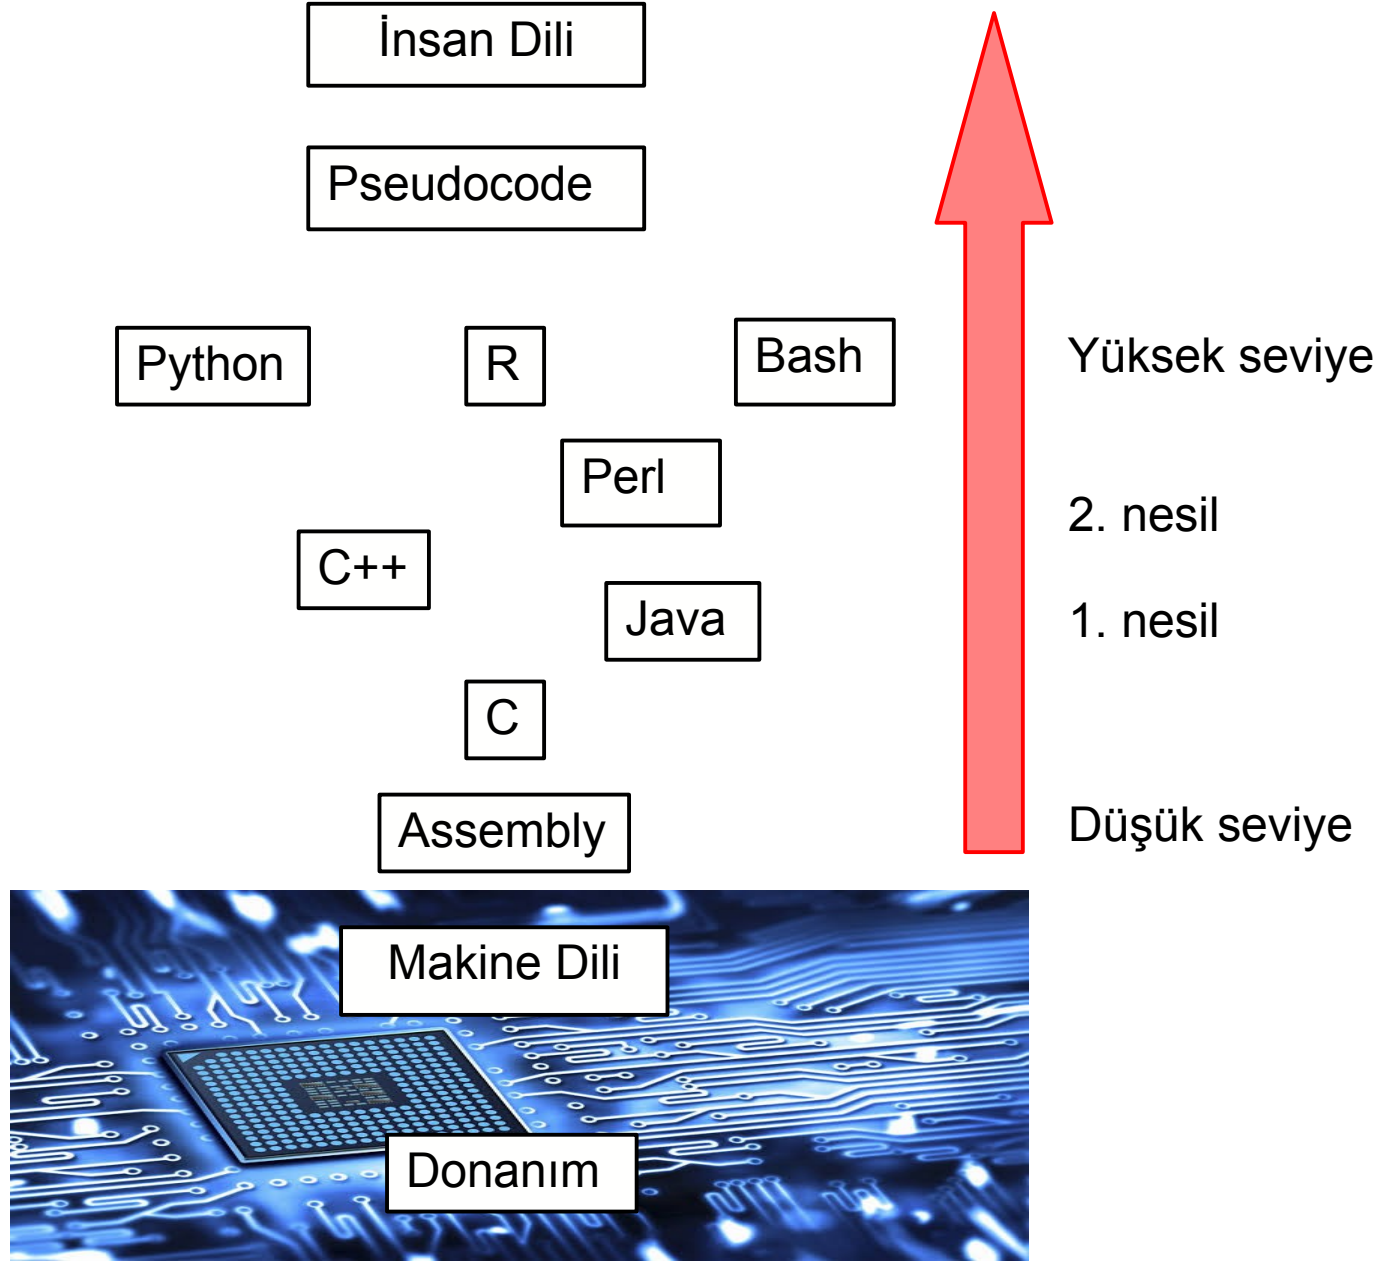 İnsan Dili
Pseudocode
Python
R
Bash
Yüksek seviye
Perl
2. nesil
C++
Java
1. nesil
C
Assembly
Düşük seviye
Makine Dili
Donanım